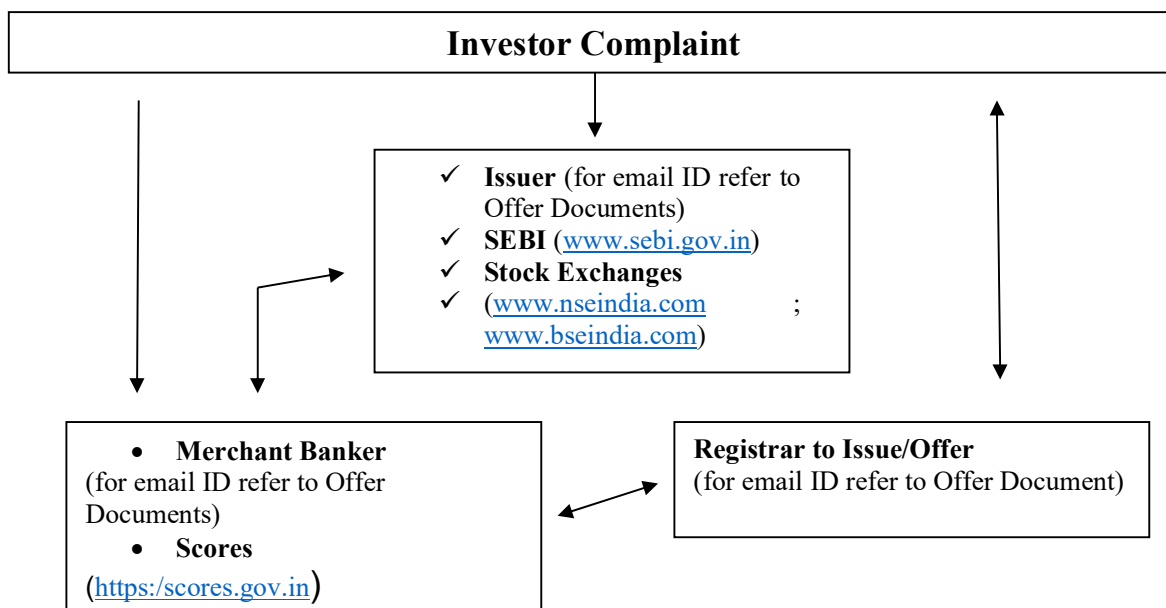 Investor Complaint
✓ Issuer (for email ID refer to
Offer Documents)
✓ SEBI (www.sebi.gov.in)
✓ Stock Exchanges
✓ (www.nseindia.com ;
www.bseindia.com)
• Merchant Banker
(for email ID refer to Offer
Documents)
• Scores
(https:/scores.gov.in)
Registrar to Issue/Offer
(for email ID refer to Offer Document)